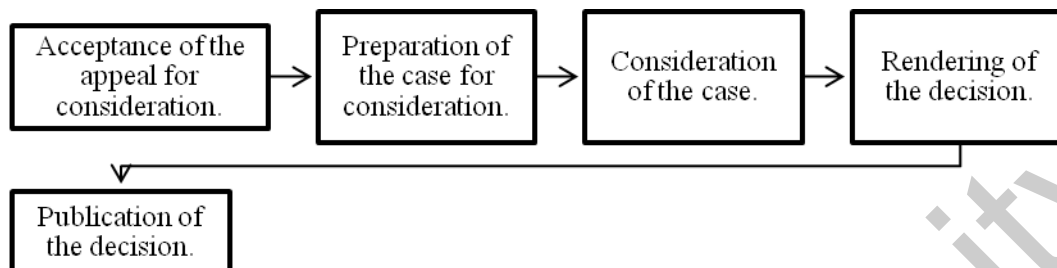 Acceptance of the
appeal for
consideration.
Preparation of
the case for
consideration.
Consideration
of the case.
Rendering of
the decision.
Publication of
the decision.
ity